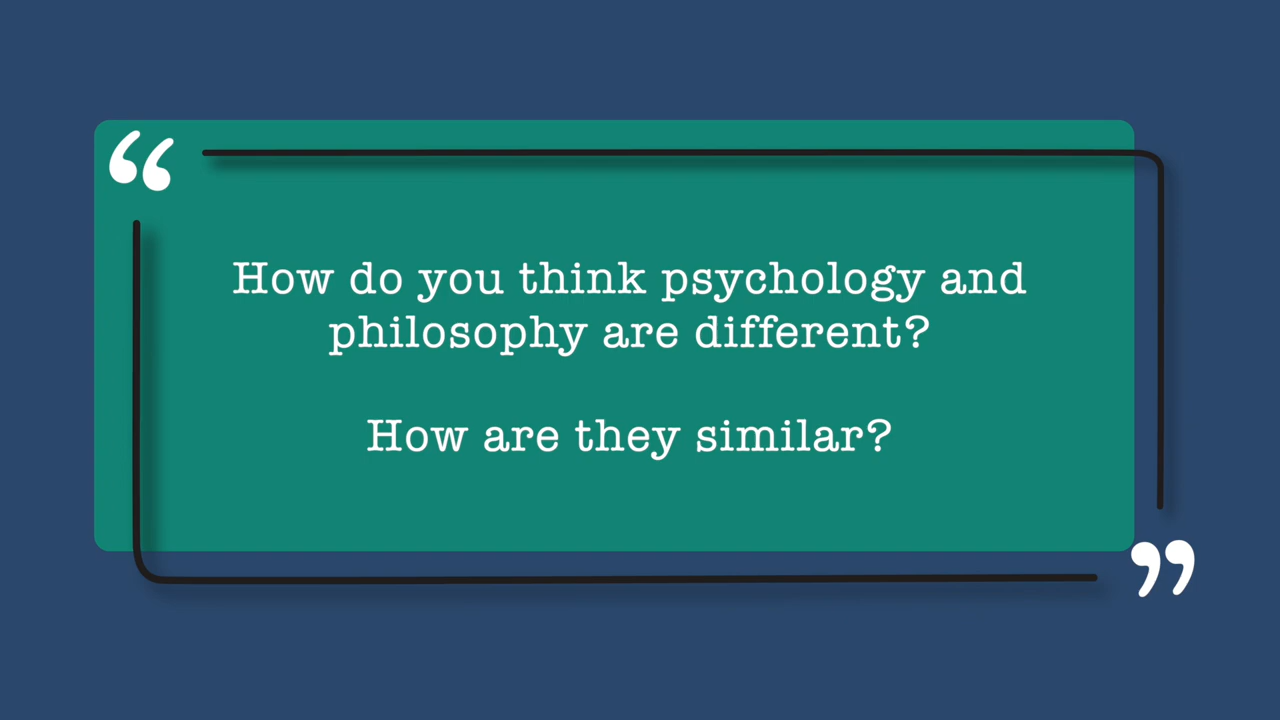 “
How do you think psychology and
philosophy are different?
How are they similar?
”